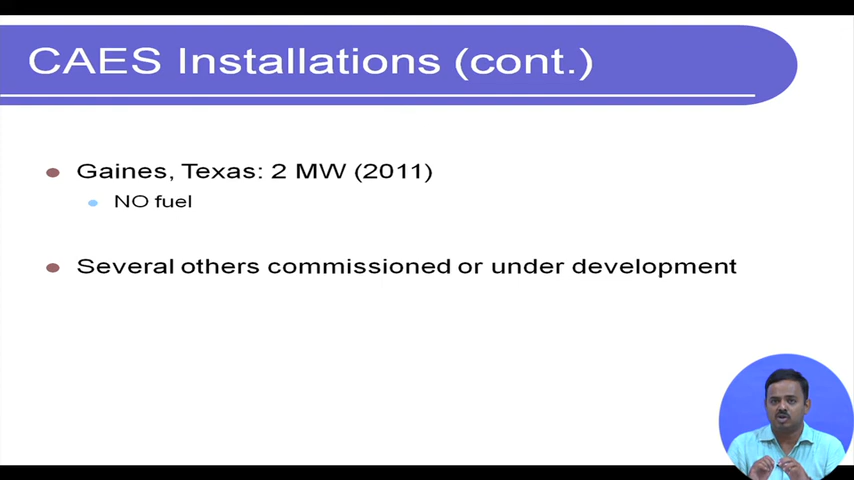 CAES Installations (cont.)
Gaines, Texas: 2 MW (2011)
NO fuel
Several others commissioned or under development